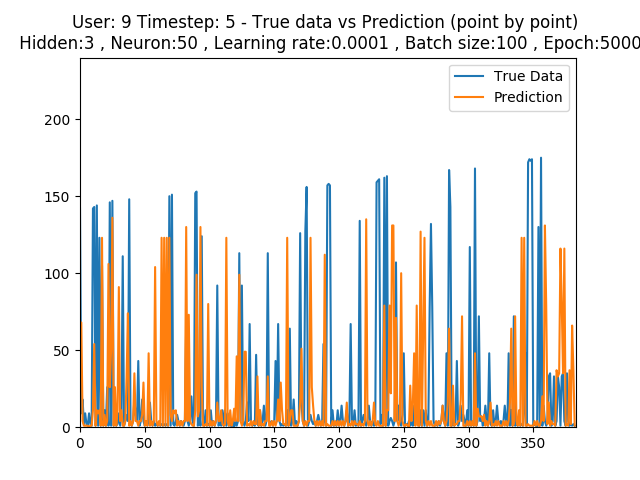 User: 9 Timestep: 5 - True data vs Prediction (point by point)
Hidden:3 , Neuron:50 , Learning rate:0.0001 , Batch size:100 , Epoch:5000
True Data
Prediction
200
150
100
50
0
0 50 100 150 200 250 300 350